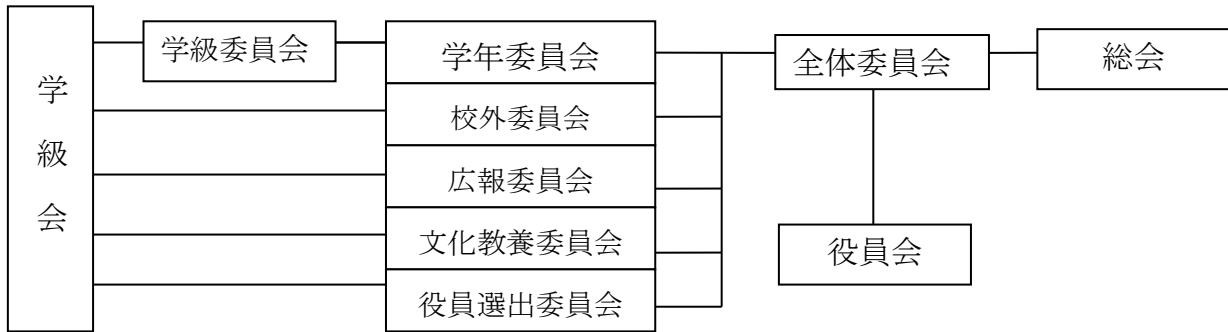 学級会
学級委員会
学年委員会
校外委員会
広報委員会
文化教養委員会
役員選出委員会
全体委員会
役員会
総会